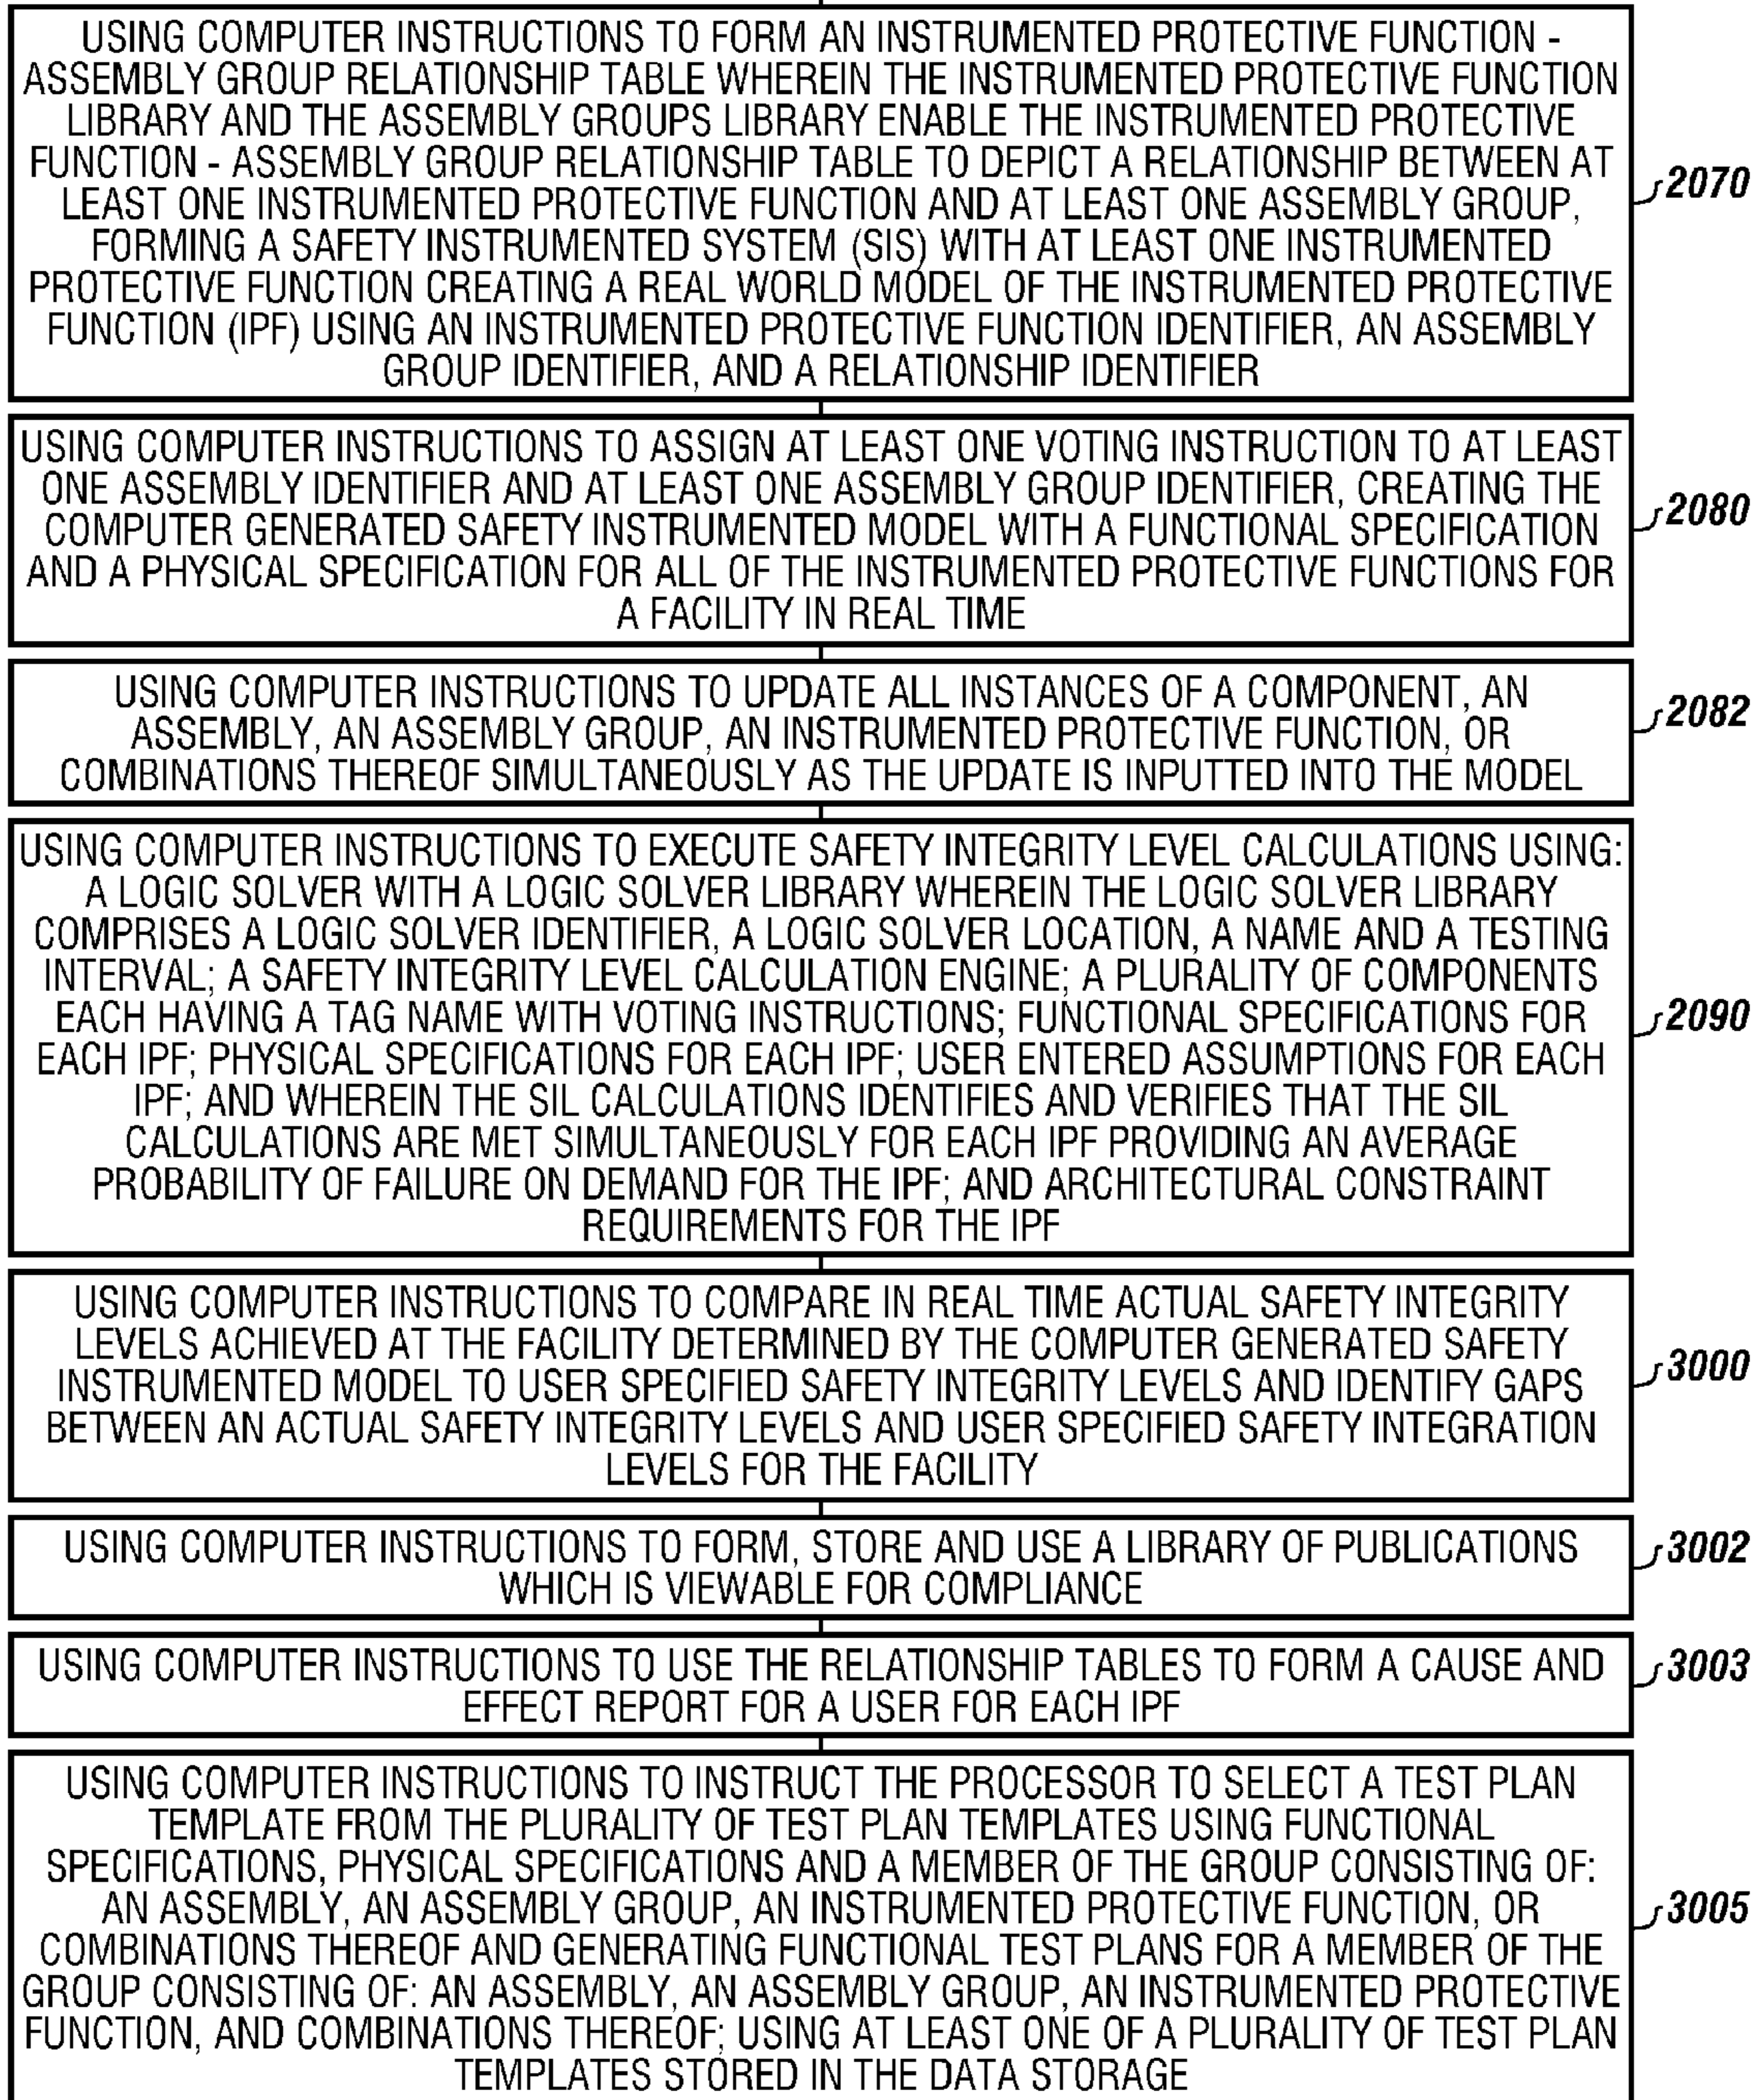 USING COMPUTER INSTRUCTIONS TO FORM AN INSTRUMENTED PROTECTIVE FUNCTION -
ASSEMBLY GROUP RELATIONSHIP TABLE WHEREIN THE INSTRUMENTED PROTECTIVE FUNCTION
LIBRARY AND THE ASSEMBLY GROUPS LIBRARY ENABLE THE INSTRUMENTED PROTECTIVE
FUNCTION - ASSEMBLY GROUP RELATIONSHIP TABLE TO DEPICT A RELATIONSHIP BETWEEN AT
LEAST ONE INSTRUMENTED PROTECTIVE FUNCTION AND AT LEAST ONE ASSEMBLY GROUP,
FORMING A SAFETY INSTRUMENTED SYSTEM (SIS) WITH AT LEAST ONE INSTRUMENTED
PROTECTIVE FUNCTION CREATING A REAL WORLD MODEL OF THE INSTRUMENTED PROTECTIVE
FUNCTION (IPF) USING AN INSTRUMENTED PROTECTIVE FUNCTION IDENTIFIER, AN ASSEMBLY
GROUP IDENTIFIER, AND A RELATIONSHIP IDENTIFIER
2070
USING COMPUTER INSTRUCTIONS TO ASSIGN AT LEAST ONE VOTING INSTRUCTION TO AT LEAST
ONE ASSEMBLY IDENTIFIER AND AT LEAST ONE ASSEMBLY GROUP IDENTIFIER, CREATING THE
COMPUTER GENERATED SAFETY INSTRUMENTED MODEL WITH A FUNCTIONAL SPECIFICATION
AND A PHYSICAL SPECIFICATION FOR ALL OF THE INSTRUMENTED PROTECTIVE FUNCTIONS FOR
A FACILITY IN REAL TIME
2080
USING COMPUTER INSTRUCTIONS TO UPDATE ALL INSTANCES OF A COMPONENT, AN
ASSEMBLY, AN ASSEMBLY GROUP, AN INSTRUMENTED PROTECTIVE FUNCTION, OR
COMBINATIONS THEREOF SIMULTANEOUSLY AS THE UPDATE IS INPUTTED INTO THE MODEL
2082
USING COMPUTER INSTRUCTIONS TO EXECUTE SAFETY INTEGRITY LEVEL CALCULATIONS USING:
A LOGIC SOLVER WITH A LOGIC SOLVER LIBRARY WHEREIN THE LOGIC SOLVER LIBRARY
COMPRISES A LOGIC SOLVER IDENTIFIER, A LOGIC SOLVER LOCATION, A NAME AND A TESTING
INTERVAL; A SAFETY INTEGRITY LEVEL CALCULATION ENGINE; A PLURALITY OF COMPONENTS
EACH HAVING A TAG NAME WITH VOTING INSTRUCTIONS; FUNCTIONAL SPECIFICATIONS FOR
EACH IPF; PHYSICAL SPECIFICATIONS FOR EACH IPF; USER ENTERED ASSUMPTIONS FOR EACH
IPF; AND WHEREIN THE SIL CALCULATIONS IDENTIFIES AND VERIFIES THAT THE SIL
CALCULATIONS ARE MET SIMULTANEOUSLY FOR EACH IPF PROVIDING AN AVERAGE
PROBABILITY OF FAILURE ON DEMAND FOR THE IPF; AND ARCHITECTURAL CONSTRAINT
REQUIREMENTS FOR THE IPF
2090
USING COMPUTER INSTRUCTIONS TO COMPARE IN REAL TIME ACTUAL SAFETY INTEGRITY
LEVELS ACHIEVED AT THE FACILITY DETERMINED BY THE COMPUTER GENERATED SAFETY
INSTRUMENTED MODEL TO USER SPECIFIED SAFETY INTEGRITY LEVELS AND IDENTIFY GAPS
BETWEEN AN ACTUAL SAFETY INTEGRITY LEVELS AND USER SPECIFIED SAFETY INTEGRATION
LEVELS FOR THE FACILITY
3000
USING COMPUTER INSTRUCTIONS TO FORM, STORE AND USE A LIBRARY OF PUBLICATIONS
WHICH IS VIEWABLE FOR COMPLIANCE
3002
USING COMPUTER INSTRUCTIONS TO USE THE RELATIONSHIP TABLES TO FORM A CAUSE AND
EFFECT REPORT FOR A USER FOR EACH IPF
3003
USING COMPUTER INSTRUCTIONS TO INSTRUCT THE PROCESSOR TO SELECT A TEST PLAN
TEMPLATE FROM THE PLURALITY OF TEST PLAN TEMPLATES USING FUNCTIONAL
SPECIFICATIONS, PHYSICAL SPECIFICATIONS AND A MEMBER OF THE GROUP CONSISTING OF:
AN ASSEMBLY, AN ASSEMBLY GROUP, AN INSTRUMENTED PROTECTIVE FUNCTION, OR
COMBINATIONS THEREOF AND GENERATING FUNCTIONAL TEST PLANS FOR A MEMBER OF THE
GROUP CONSISTING OF: AN ASSEMBLY, AN ASSEMBLY GROUP, AN INSTRUMENTED PROTECTIVE
FUNCTION, AND COMBINATIONS THEREOF; USING AT LEAST ONE OF A PLURALITY OF TEST PLAN
TEMPLATES STORED IN THE DATA STORAGE
3005